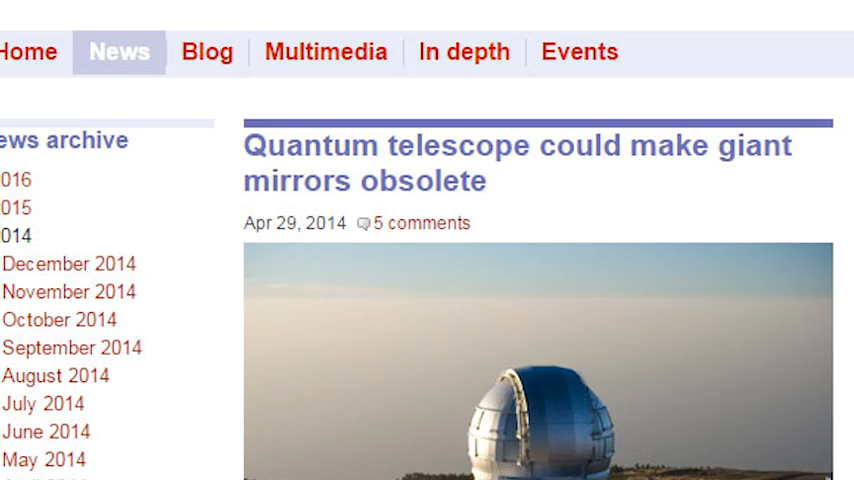 Home News Blog Multimedia In depth Events
ews archive
Quantum telescope could make giant
mirrors obsolete
016
015
014
Apr 29, 2014 5 comments
December 2014
November 2014
October 2014
September 2014
August 2014
July 2014
June 2014
May 2014